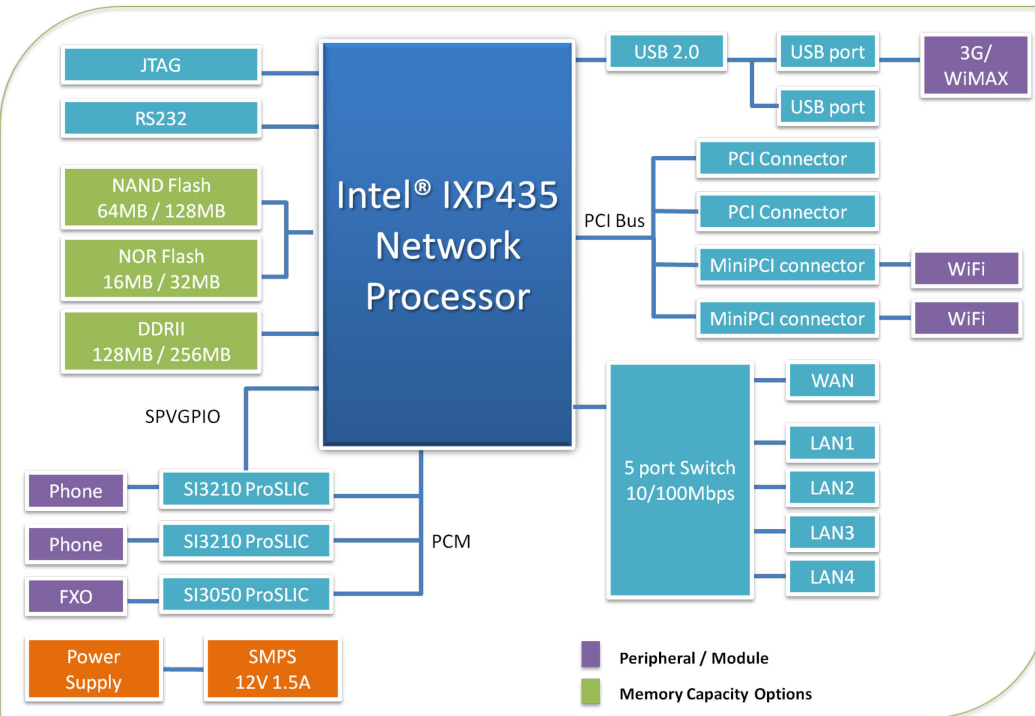 JTAG
RS232
NAND Flash
64MB / 128MB
NOR Flash
16MB / 32MB
DDRII
128MB / 256MB
SPVGPIO
Intel® IXP435
Network
Processor
USB 2.0
USB port
3G/
WiMAX
USB port
PCI Bus
PCI Connector
PCI Connector
MiniPCI connector
WiFi
MiniPCI connector
WiFi
5 port Switch
10/100Mbps
WAN
LAN1
LAN2
LAN3
LAN4
Phone
SI3210 ProSLIC
Phone
SI3210 ProSLIC
PCM
FXO
SI3050 ProSLIC
Power
Supply
SMPS
12V 1.5A
Peripheral / Module
Memory Capacity Options